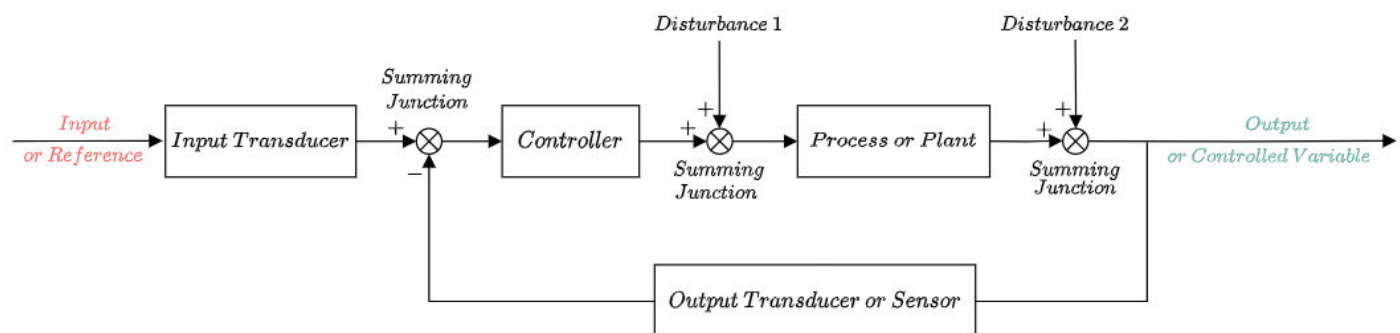 Disturbance 1
Disturbance 2
Summing
Junction
Input
or Reference
Input Transducer
+
−
Controller
+
+
Summing
Junction
Process or Plant
+
+
Summing
Junction
Output
or Controlled Variable
Output Transducer or Sensor